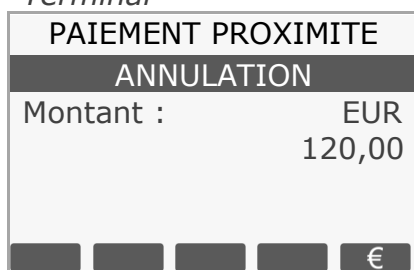 Terminal
PAIEMENT PROXIMITE
ANNULATION
Montant : EUR
120,00
€